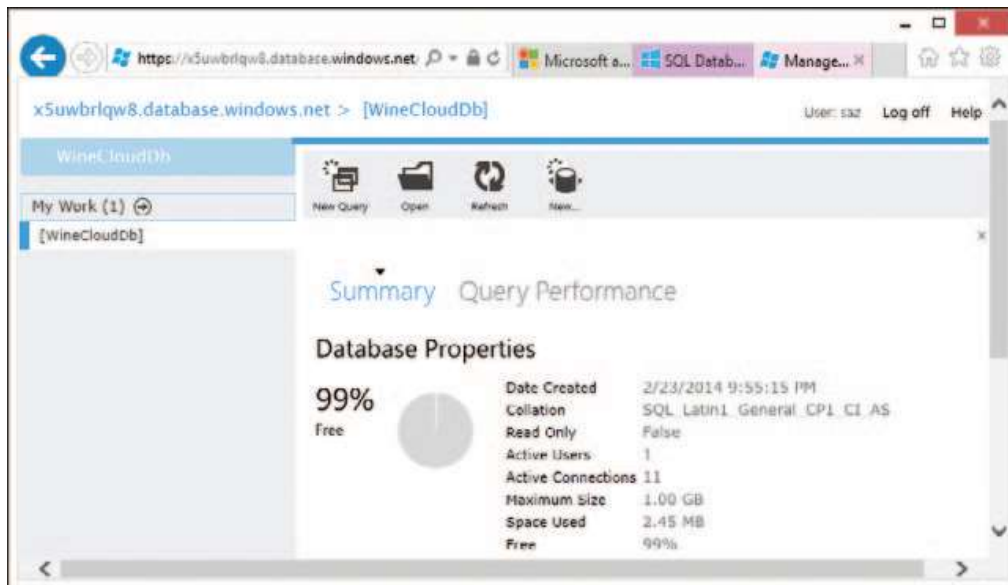 https://x5uwbrlqw8.database.windows.net/
Microsoft a...
SQL Datab...
Manage...
x5uwbrlqw8.database.windows.net > [WineCloudDb]
User: saz
Log off
Help
WineCloudDb
My Work (1)
[WineCloudDb]
New Query
Open
Refresh
New...
Summary
Query Performance
Database Properties
99%
Free
Date Created 2/23/2014 9:55:15 PM
Collation SQL_Latin1_General_CP1_CI_AS
Read Only False
Active Users 1
Active Connections 11
Maximum Size 1.00 GB
Space Used 2.45 MB
Free 99%